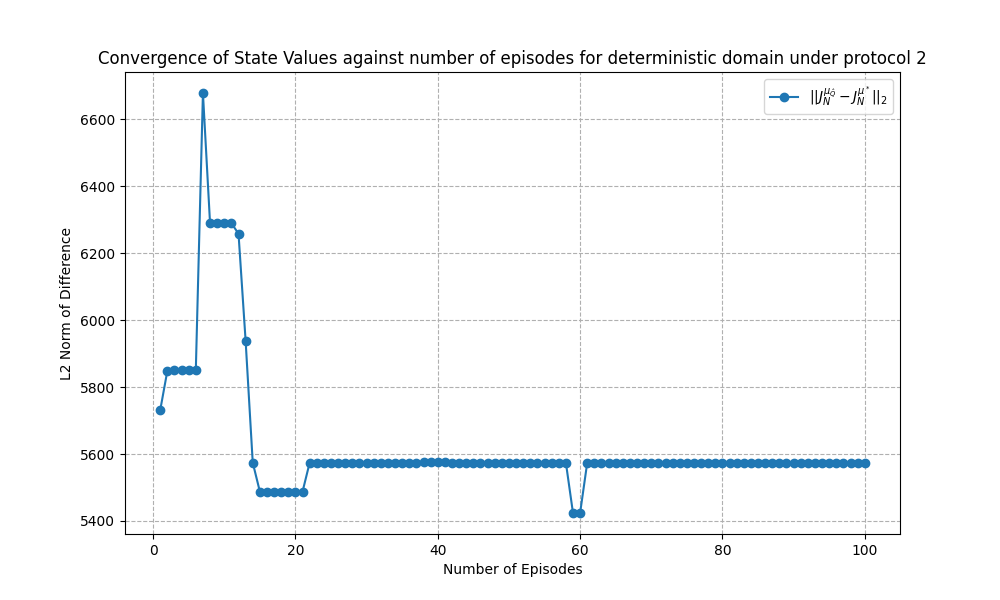 Convergence of State Values against number of episodes for deterministic domain under protocol 2
||J_N^{μ_{\hat{Q}}} − J_N^{μ^*}||_2
6600
6400
6200
6000
5800
5600
5400
L2 Norm of Difference
0 20 40 60 80 100
Number of Episodes